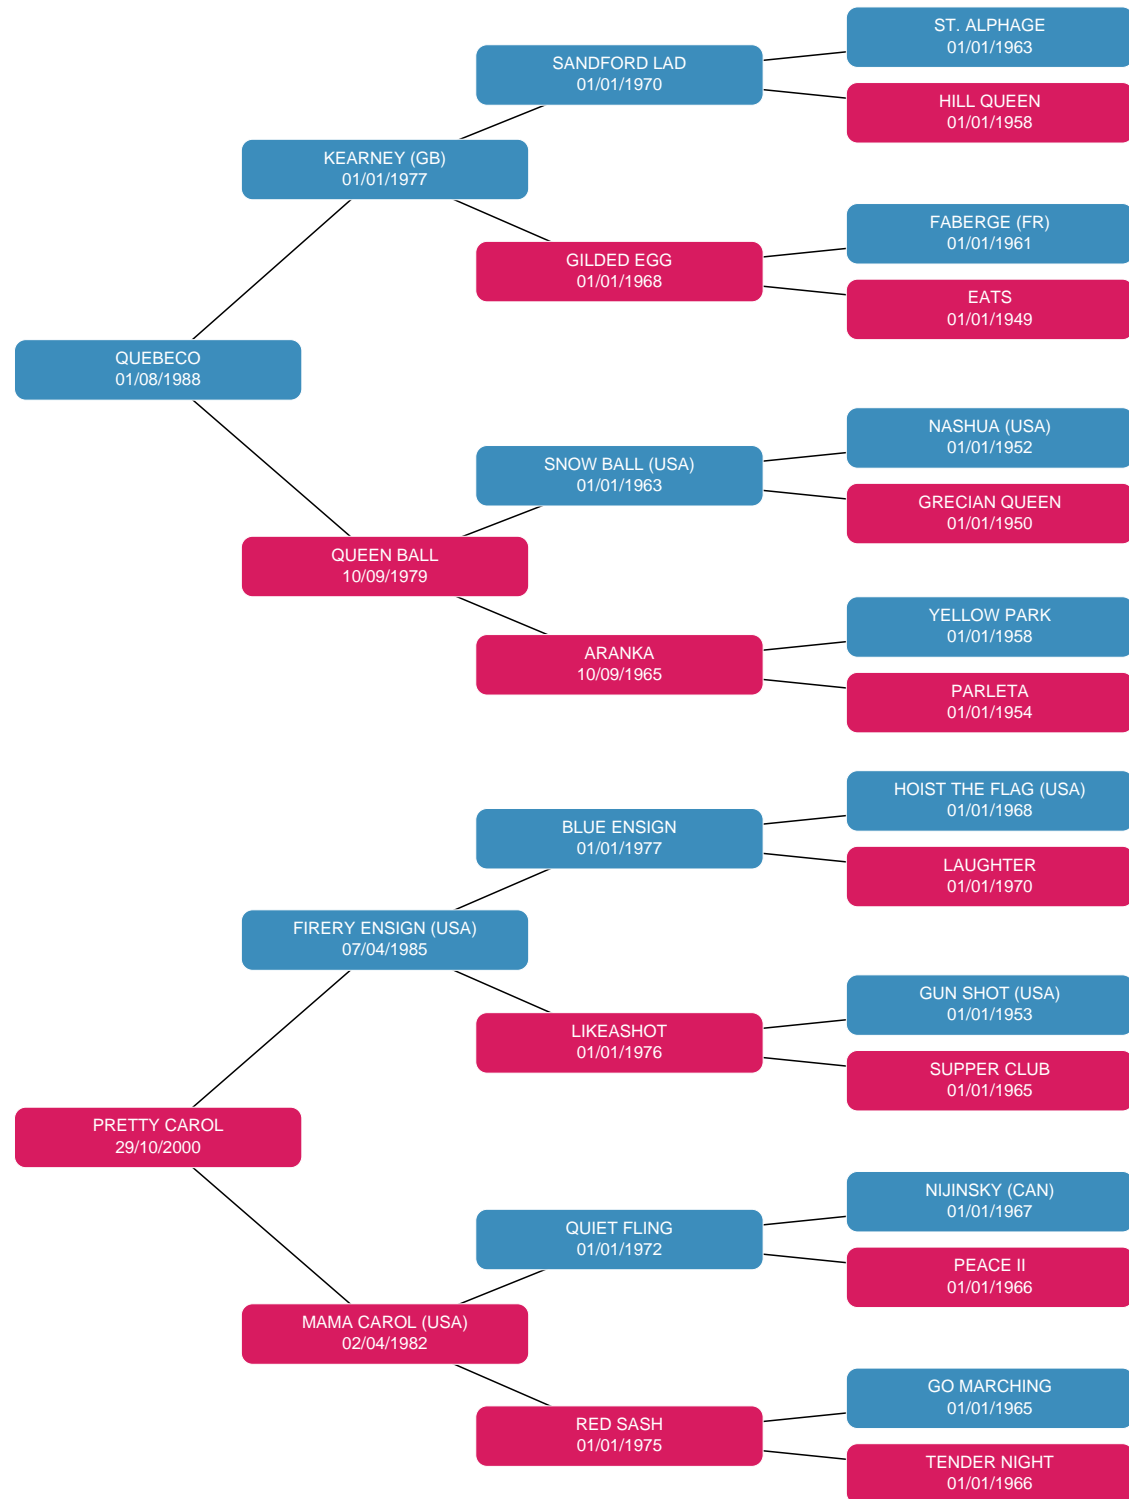 ST. ALPHAGE
01/01/1963
SANDFORD LAD
01/01/1970
HILL QUEEN
01/01/1958
KEARNEY (GB)
01/01/1977
FABERGE (FR)
01/01/1961
GILDED EGG
01/01/1968
EATS
01/01/1949
QUEBECO
01/08/1988
NASHUA (USA)
01/01/1952
SNOW BALL (USA)
01/01/1963
GRECIAN QUEEN
01/01/1950
QUEEN BALL
10/09/1979
YELLOW PARK
01/01/1958
ARANKA
10/09/1965
PARLETA
01/01/1954
HOIST THE FLAG (USA)
01/01/1968
BLUE ENSIGN
01/01/1977
LAUGHTER
01/01/1970
FIRERY ENSIGN (USA)
07/04/1985
GUN SHOT (USA)
01/01/1953
LIKEASHOT
01/01/1976
SUPPER CLUB
01/01/1965
PRETTY CAROL
29/10/2000
NIJINSKY (CAN)
01/01/1967
QUIET FLING
01/01/1972
PEACE II
01/01/1966
MAMA CAROL (USA)
02/04/1982
GO MARCHING
01/01/1965
RED SASH
01/01/1975
TENDER NIGHT
01/01/1966